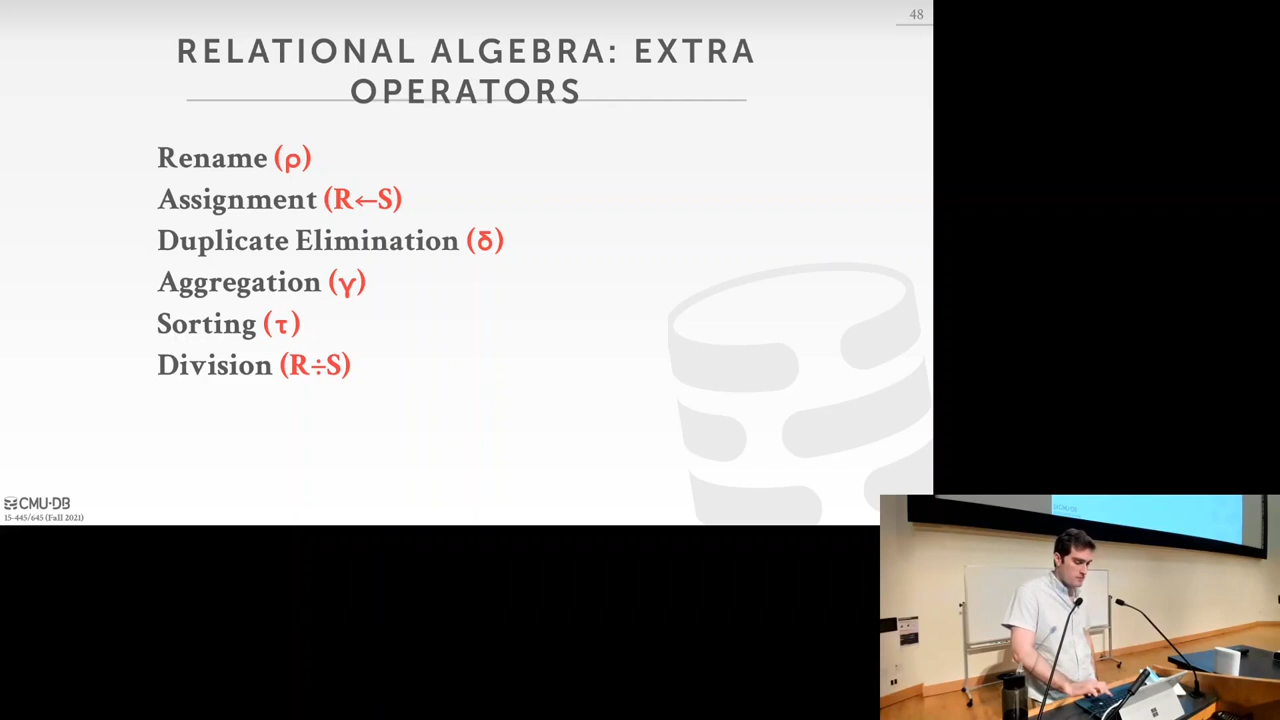 48
RELATIONAL ALGEBRA: EXTRA
OPERATORS
Rename (ρ)
Assignment (R←S)
Duplicate Elimination (δ)
Aggregation (γ)
Sorting (τ)
Division (R÷S)
CMU·DB
15-445/645 (Fall 2021)